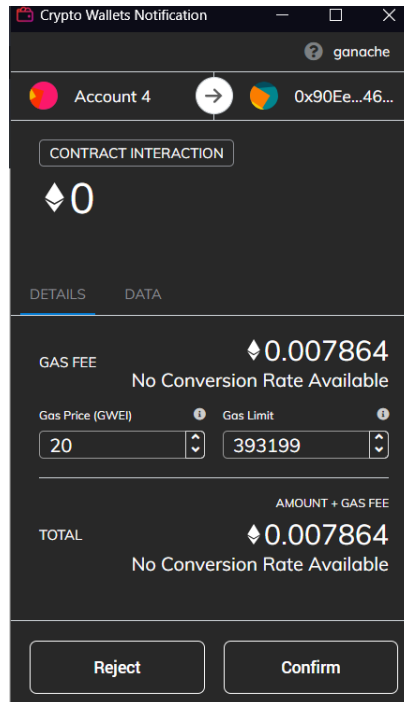 Crypto Wallets Notification
ganache
Account 4
0x90Ee...46...
CONTRACT INTERACTION
0
DETAILS DATA
GAS FEE
0.007864
No Conversion Rate Available
Gas Price (GWEI) Gas Limit
20 393199
AMOUNT + GAS FEE
TOTAL
0.007864
No Conversion Rate Available
Reject Confirm